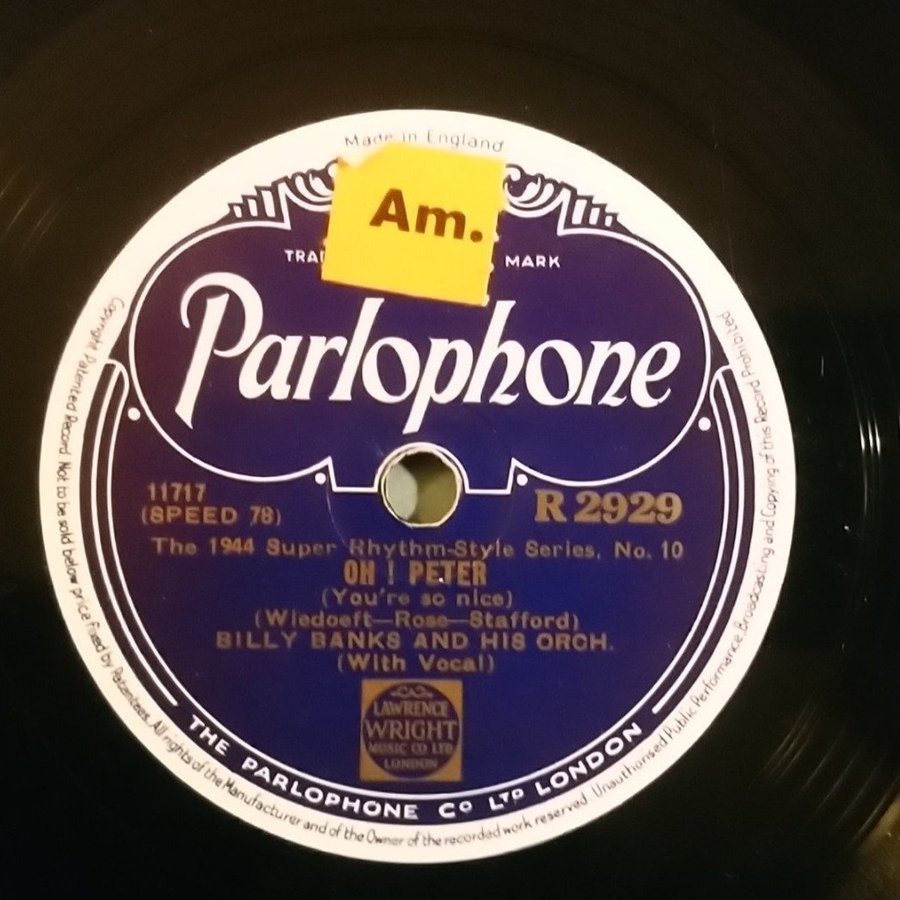 Made in England
Am.
MARK
Parlophone
11717
(SPEED 78)
R 2929
The 1944 Super Rhythm-Style Series, No. 10
OH ! PETER
(You're so nice)
(Wiedoeft—Rose—Stafford)
BILLY BANKS AND HIS ORCH.
(With Vocal)
LAWRENCE
WRIGHT
MUSIC CO LTD
LONDON
THE PARLOPHONE CO LTD LONDON
Copyright Patented Record Not to be sold below price fixed by Patentees. All rights of the Manufacturer and of the Owner of the recorded work reserved. Unauthorised Public Performance, Broadcasting and Copying of this Record Prohibited